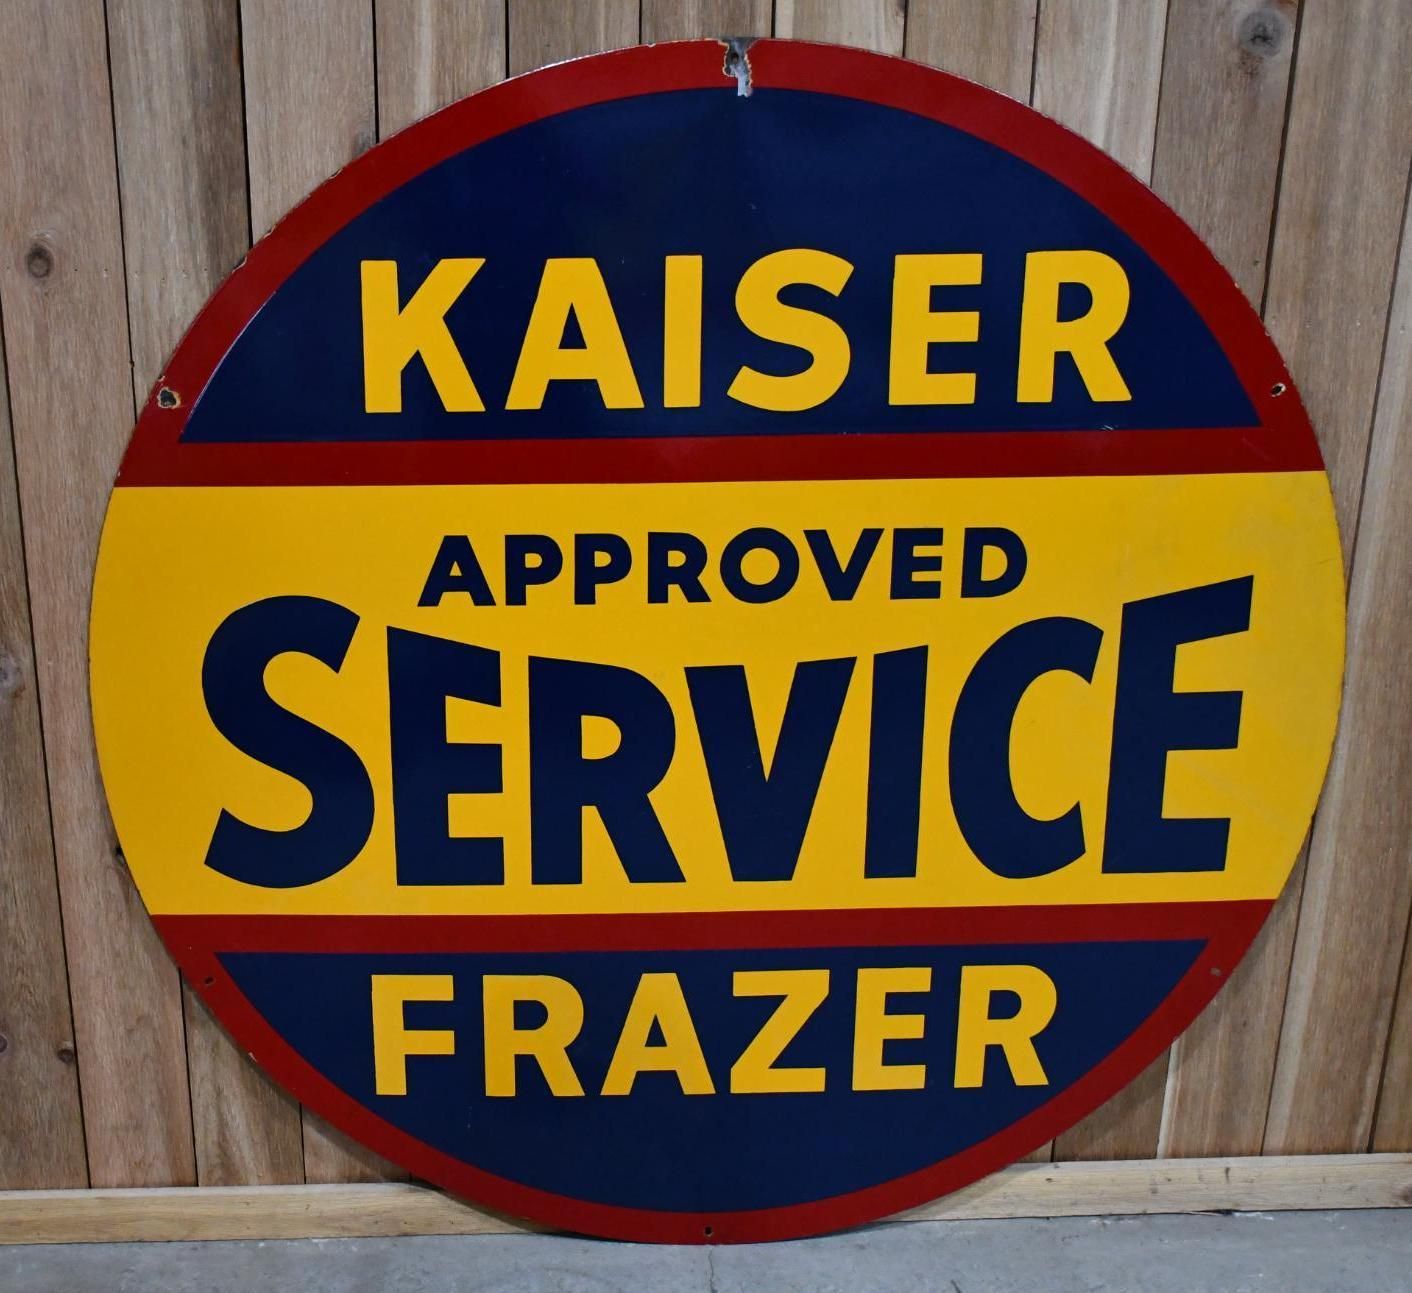 KAISER
APPROVED
SERVICE
FRAZER